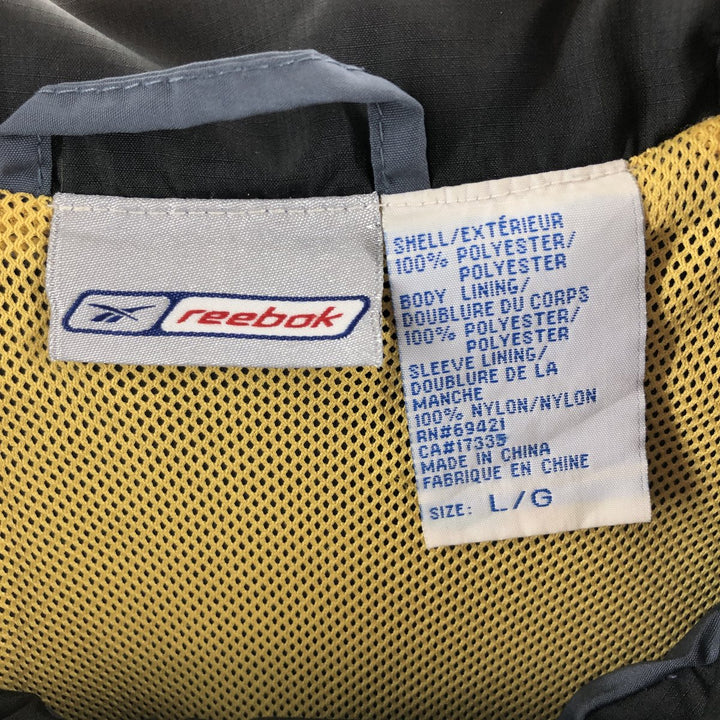 reebok
SHELL/EXTÉRIEUR
100% POLYESTER/
POLYESTER
BODY LINING/
DOUBLURE DU CORPS
100% POLYESTER/
POLYESTER
SLEEVE LINING/
DOUBLURE DE LA
MANCHE
100% NYLON/NYLON
RN#69421
CA#17335
MADE IN CHINA
FABRIQUE EN CHINE
SIZE: L/G